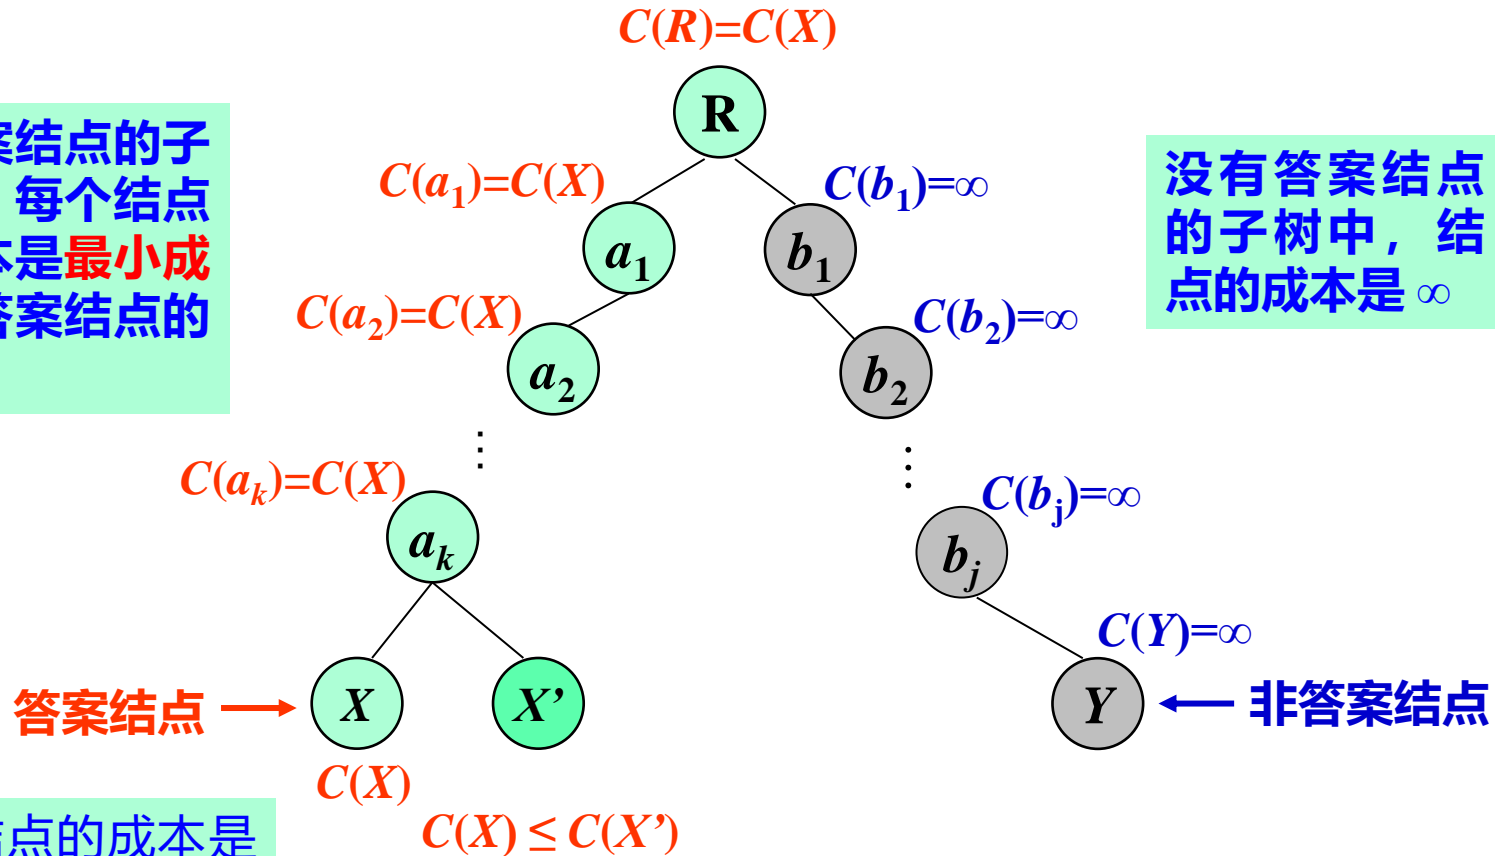 C(R)=C(X)
R
案结点的子
每个结点
本是最小成
答案结点的
C(a₁)=C(X)
a₁
C(b₁)=∞
b₁
没有答案结点
的子树中，结
点的成本是 ∞
C(a₂)=C(X)
a₂
C(b₂)=∞
b₂
⋮
⋮
C(aₖ)=C(X)
aₖ
C(bⱼ)=∞
bⱼ
C(Y)=∞
答案结点
X
X’
Y
非答案结点
C(X)
C(X) ≤ C(X’)
结点的成本是